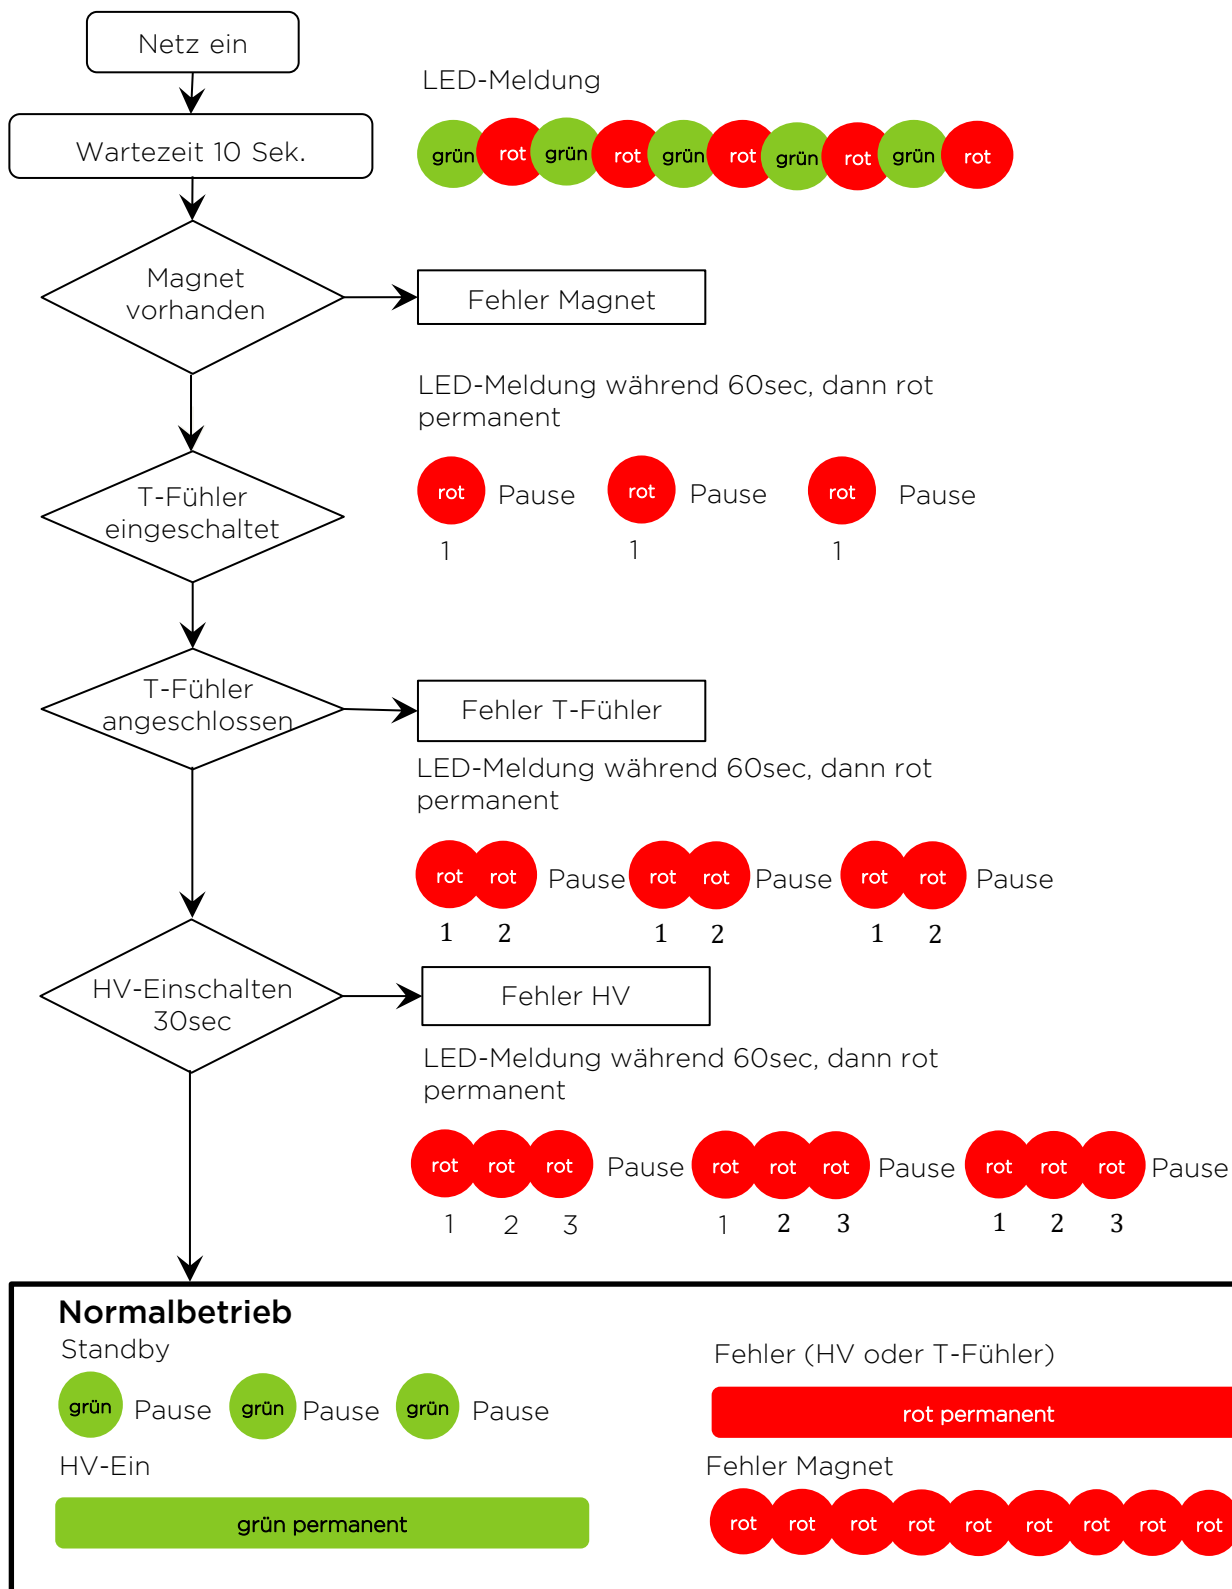 Netz ein
Wartezeit 10 Sek.
LED-Meldung
grün rot grün rot grün rot grün rot grün rot
Magnet
vorhanden
Fehler Magnet
LED-Meldung während 60sec, dann rot
permanent
rot Pause rot Pause rot Pause
1 1 1
T-Fühler
eingeschaltet
T-Fühler
angeschlossen
Fehler T-Fühler
LED-Meldung während 60sec, dann rot
permanent
rot rot Pause rot rot Pause rot rot Pause
1 2 1 2 1 2
HV-Einschalten
30sec
Fehler HV
LED-Meldung während 60sec, dann rot
permanent
rot rot rot Pause rot rot rot Pause rot rot rot Pause
1 2 3 1 2 3 1 2 3
Normalbetrieb
Standby
grün Pause grün Pause grün Pause
HV-Ein
grün permanent
Fehler (HV oder T-Fühler)
rot permanent
Fehler Magnet
rot rot rot rot rot rot rot rot rot